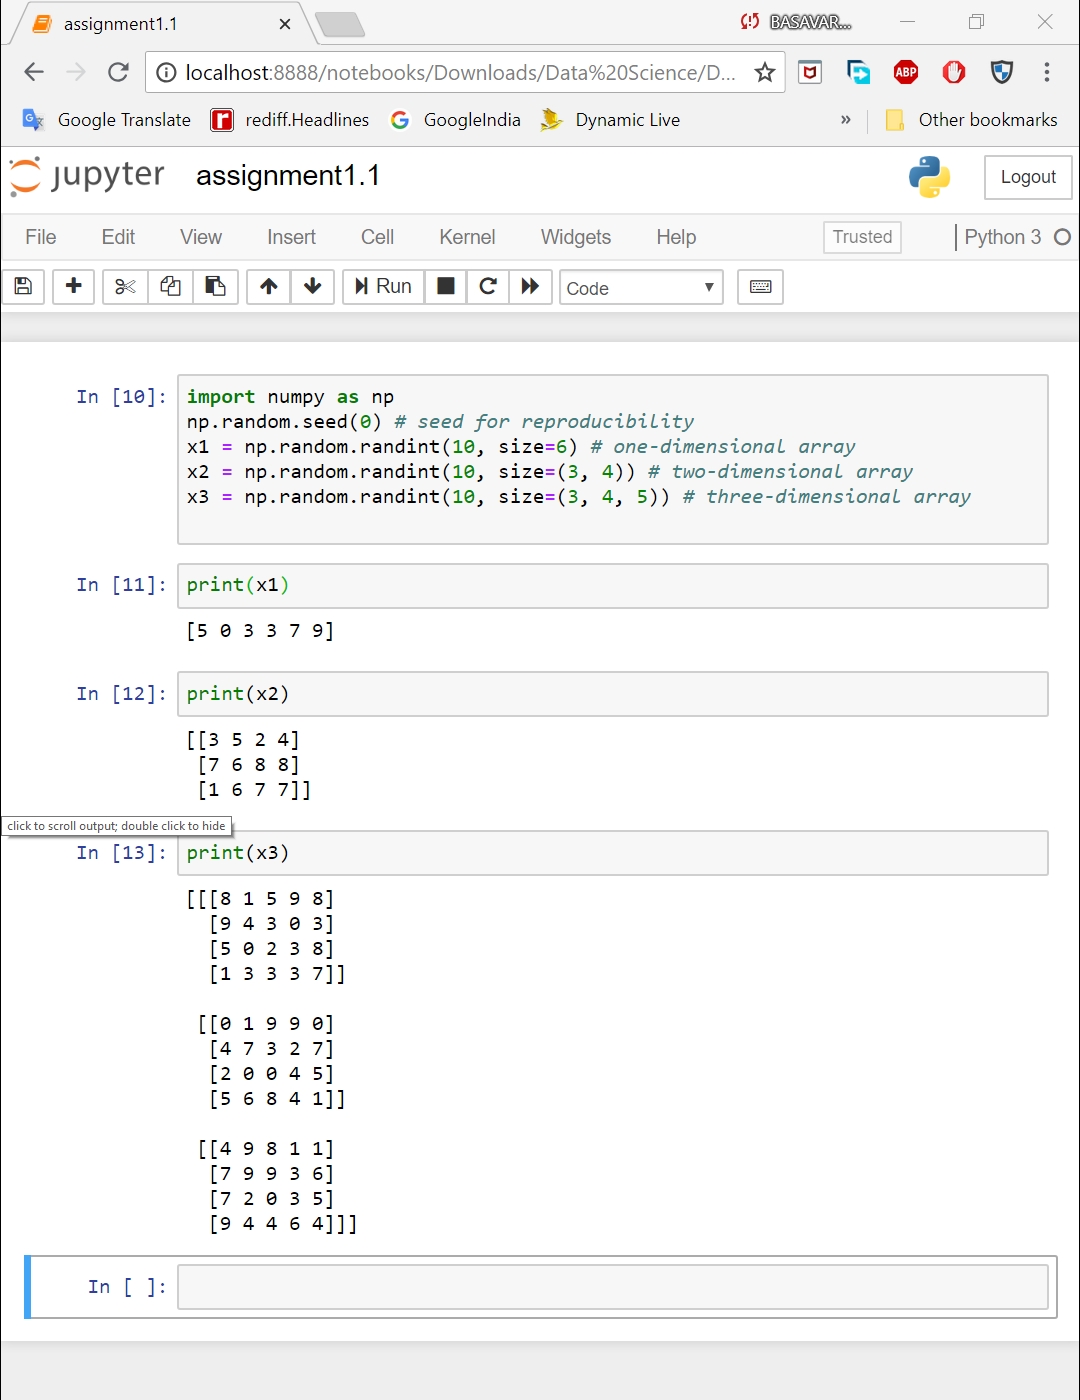 assignment1.1
BASAVAR...
localhost:8888/notebooks/Downloads/Data%20Science/D...
ABP
Google Translate
rediff.Headlines
GoogleIndia
Dynamic Live
»
Other bookmarks
jupyter assignment1.1
Logout
File Edit View Insert Cell Kernel Widgets Help Trusted Python 3
Run Code
In [10]: import numpy as np
np.random.seed(0) # seed for reproducibility
x1 = np.random.randint(10, size=6) # one-dimensional array
x2 = np.random.randint(10, size=(3, 4)) # two-dimensional array
x3 = np.random.randint(10, size=(3, 4, 5)) # three-dimensional array
In [11]: print(x1)
[5 0 3 3 7 9]
In [12]: print(x2)
[[3 5 2 4]
[7 6 8 8]
[1 6 7 7]]
click to scroll output; double click to hide
In [13]: print(x3)
[[[8 1 5 9 8]
[9 4 3 0 3]
[5 0 2 3 8]
[1 3 3 3 7]]
[[0 1 9 9 0]
[4 7 3 2 7]
[2 0 0 4 5]
[5 6 8 4 1]]
[[4 9 8 1 1]
[7 9 9 3 6]
[7 2 0 3 5]
[9 4 4 6 4]]]
In [ ]: